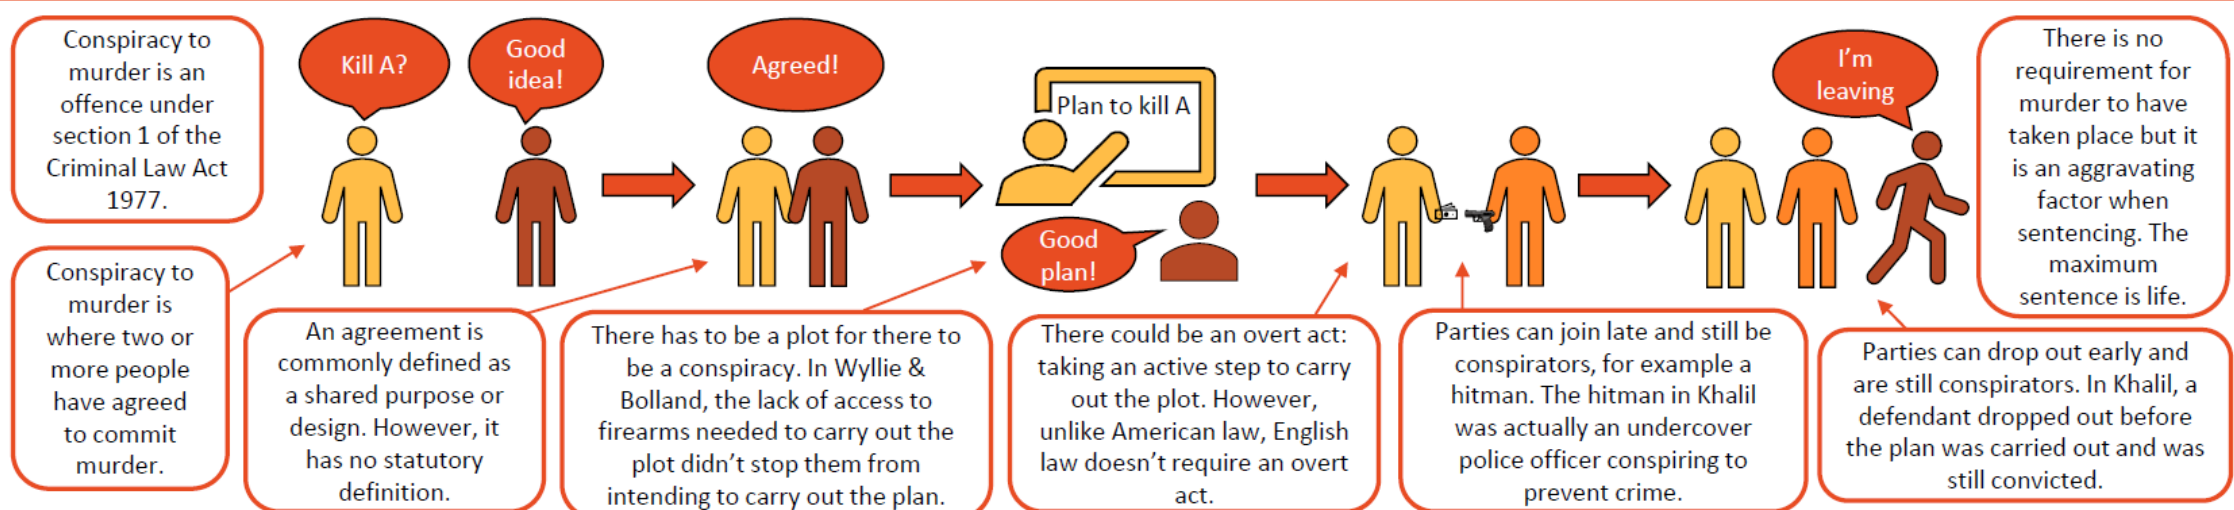 Conspiracy to
murder is an
offence under
section 1 of the
Criminal Law Act
1977.
Conspiracy to
murder is
where two or
more people
have agreed
to commit
murder.
Kill A?
Good
idea!
An agreement is
commonly defined as
a shared purpose or
design. However, it
has no statutory
definition.
Agreed!
There has to be a plot for there to
be a conspiracy. In Wyllie &
Bolland, the lack of access to
firearms needed to carry out the
plot didn't stop them from
intending to carry out the plan.
Plan to kill A
Good
plan!
There could be an overt act:
taking an active step to carry
out the plot. However,
unlike American law, English
law doesn't require an overt
act.
Parties can join late and still be
conspirators, for example a
hitman. The hitman in Khalil
was actually an undercover
police officer conspiring to
prevent crime.
I'm
leaving
Parties can drop out early and
are still conspirators. In Khalil, a
defendant dropped out before
the plan was carried out and was
still convicted.
There is no
requirement for
murder to have
taken place but it
is an aggravating
factor when
sentencing. The
maximum
sentence is life.